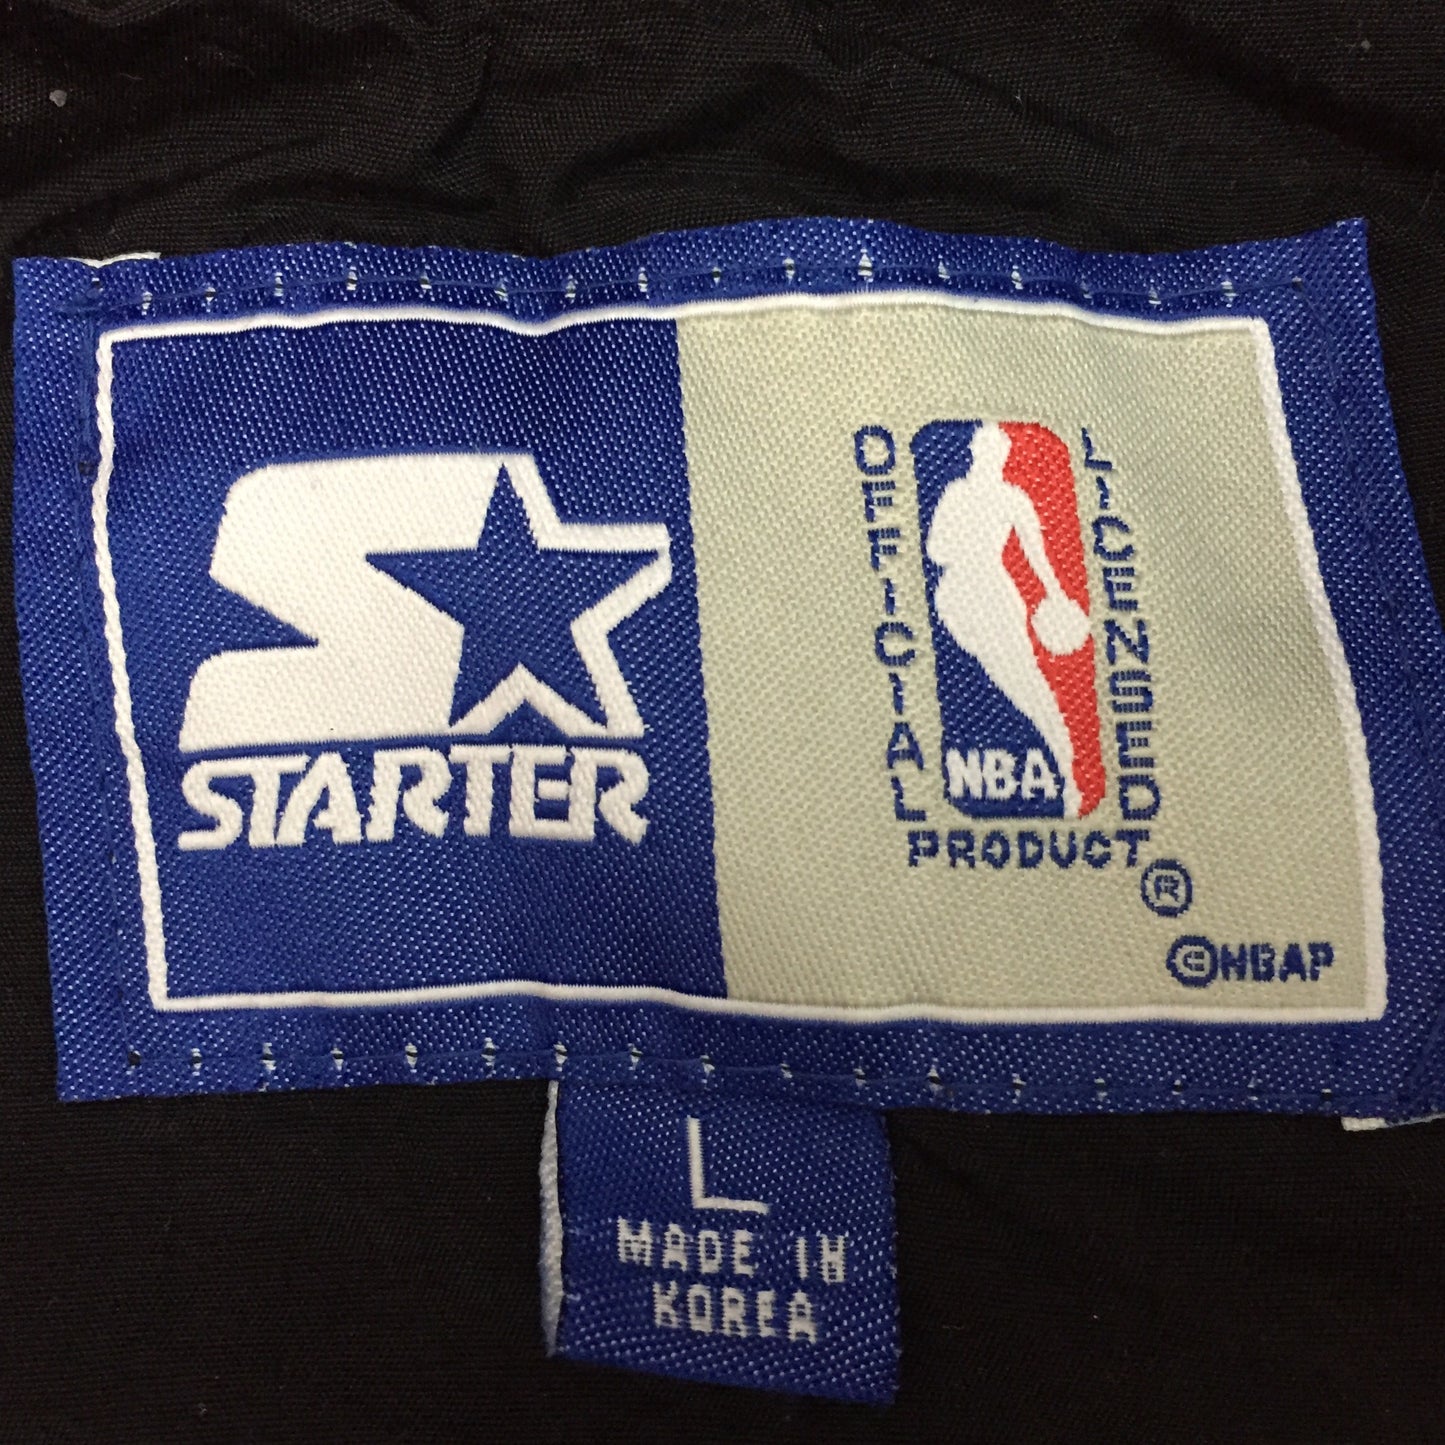 STARTER
OFFICIAL
LICENSED
NBA
PRODUCT ®
© NBAP
L
MADE IN
KOREA